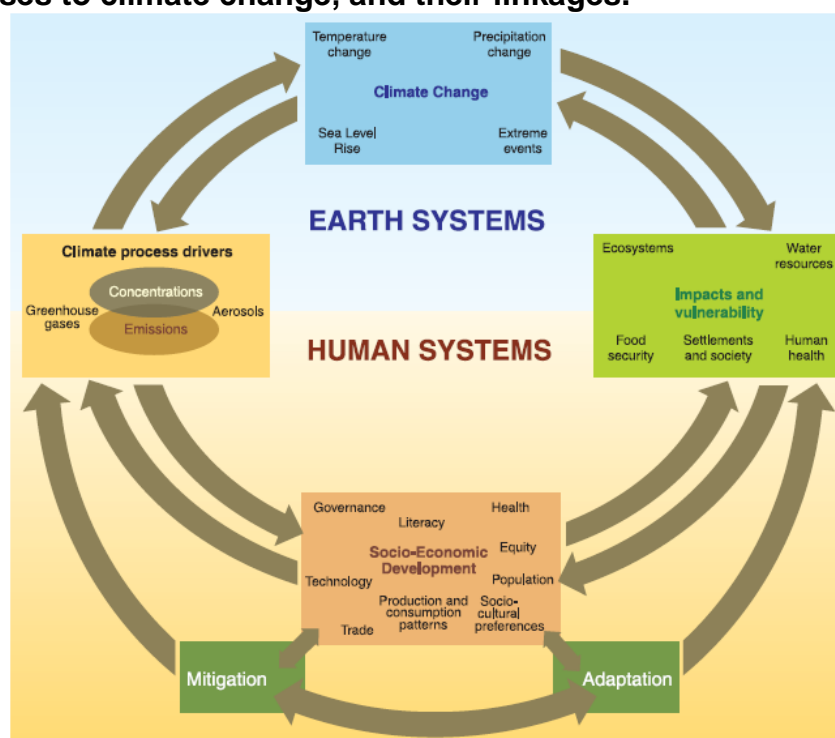 ses to climate change, and their linkages.
Temperature
change
Precipitation
change
Climate Change
Sea Level
Rise
Extreme
events
EARTH SYSTEMS
Climate process drivers
Concentrations
Greenhouse
gases
Aerosols
Emissions
Ecosystems
Water
resources
Impacts and
vulnerability
Food
security
Settlements
and society
Human
health
HUMAN SYSTEMS
Governance
Literacy
Health
Socio-Economic
Development
Equity
Technology
Population
Production and
consumption
patterns
Socio-
cultural
preferences
Trade
Mitigation
Adaptation